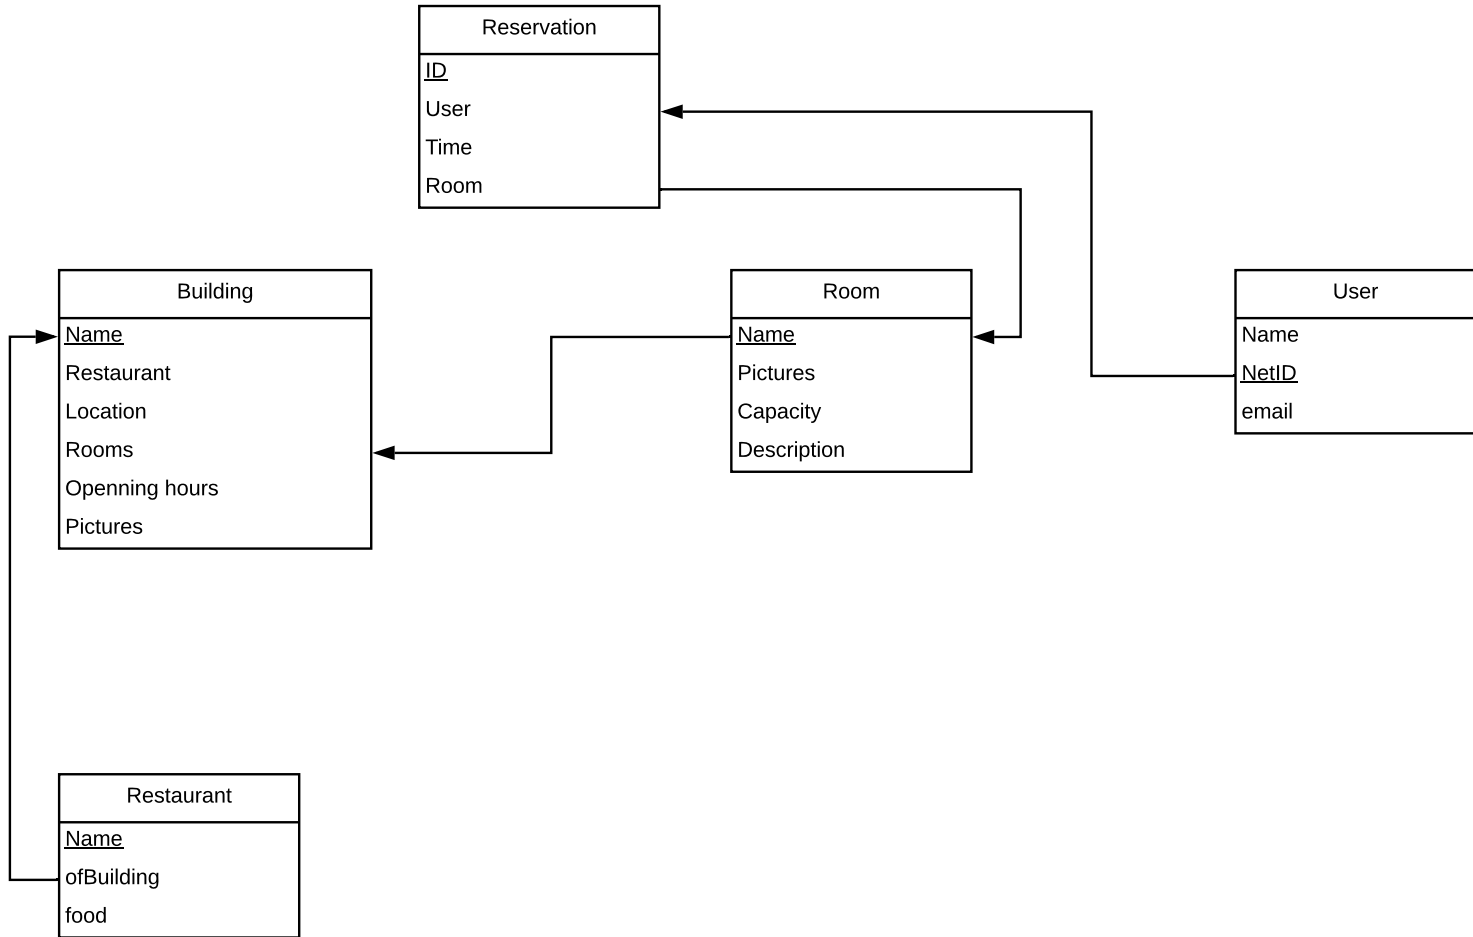 Reservation
ID
User
Time
Room
Building
Name
Restaurant
Location
Rooms
Openning hours
Pictures
Room
Name
Pictures
Capacity
Description
User
Name
NetID
email
Restaurant
Name
ofBuilding
food